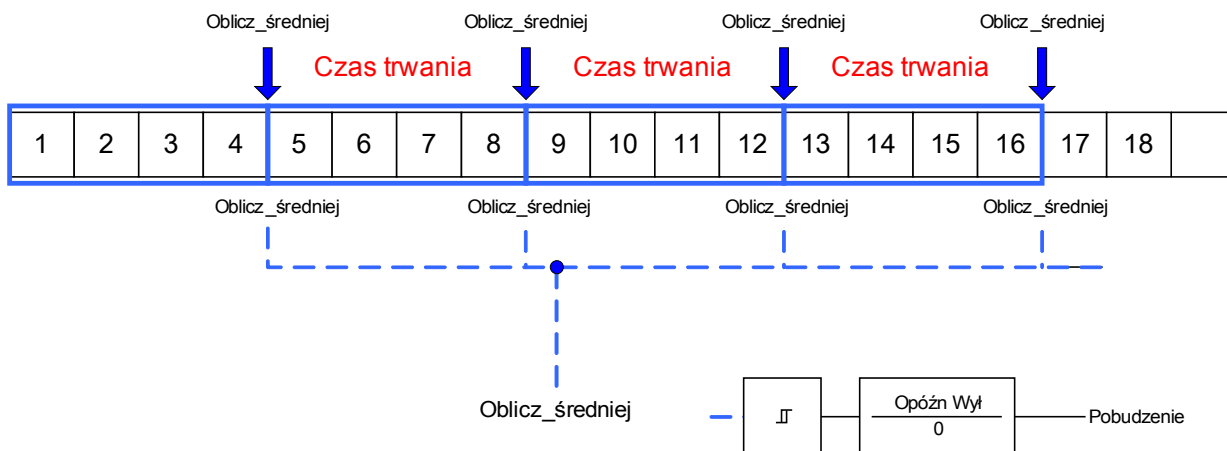 Oblicz_średniej Oblicz_średniej Oblicz_średniej Oblicz_średniej
Czas trwania Czas trwania Czas trwania
1 2 3 4 5 6 7 8 9 10 11 12 13 14 15 16 17 18
Oblicz_średniej Oblicz_średniej Oblicz_średniej Oblicz_średniej
Oblicz_średniej
Opóźn Wył
0
Pobudzenie